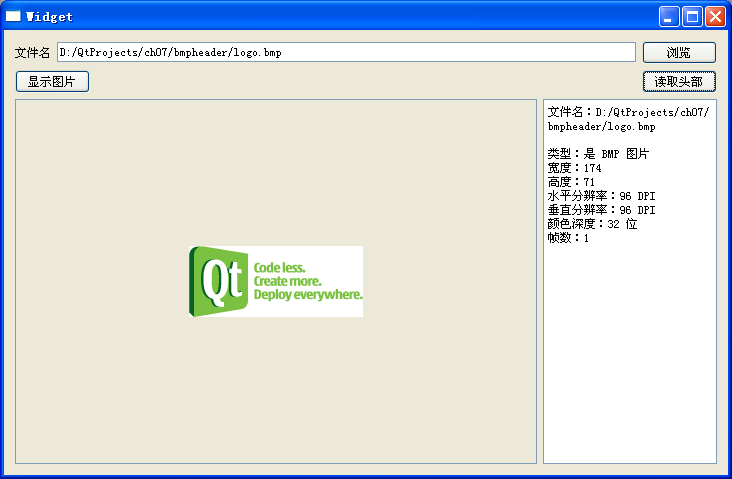 Widget
文件名 D:/QtProjects/ch07/bmpheader/logo.bmp 浏览
显示图片 读取头部
文件名：D:/QtProjects/ch07/
bmpheader/logo.bmp
类型：是 BMP 图片
宽度：174
高度：71
水平分辨率：96 DPI
垂直分辨率：96 DPI
颜色深度：32 位
帧数：1
Qt
Code less.
Create more.
Deploy everywhere.